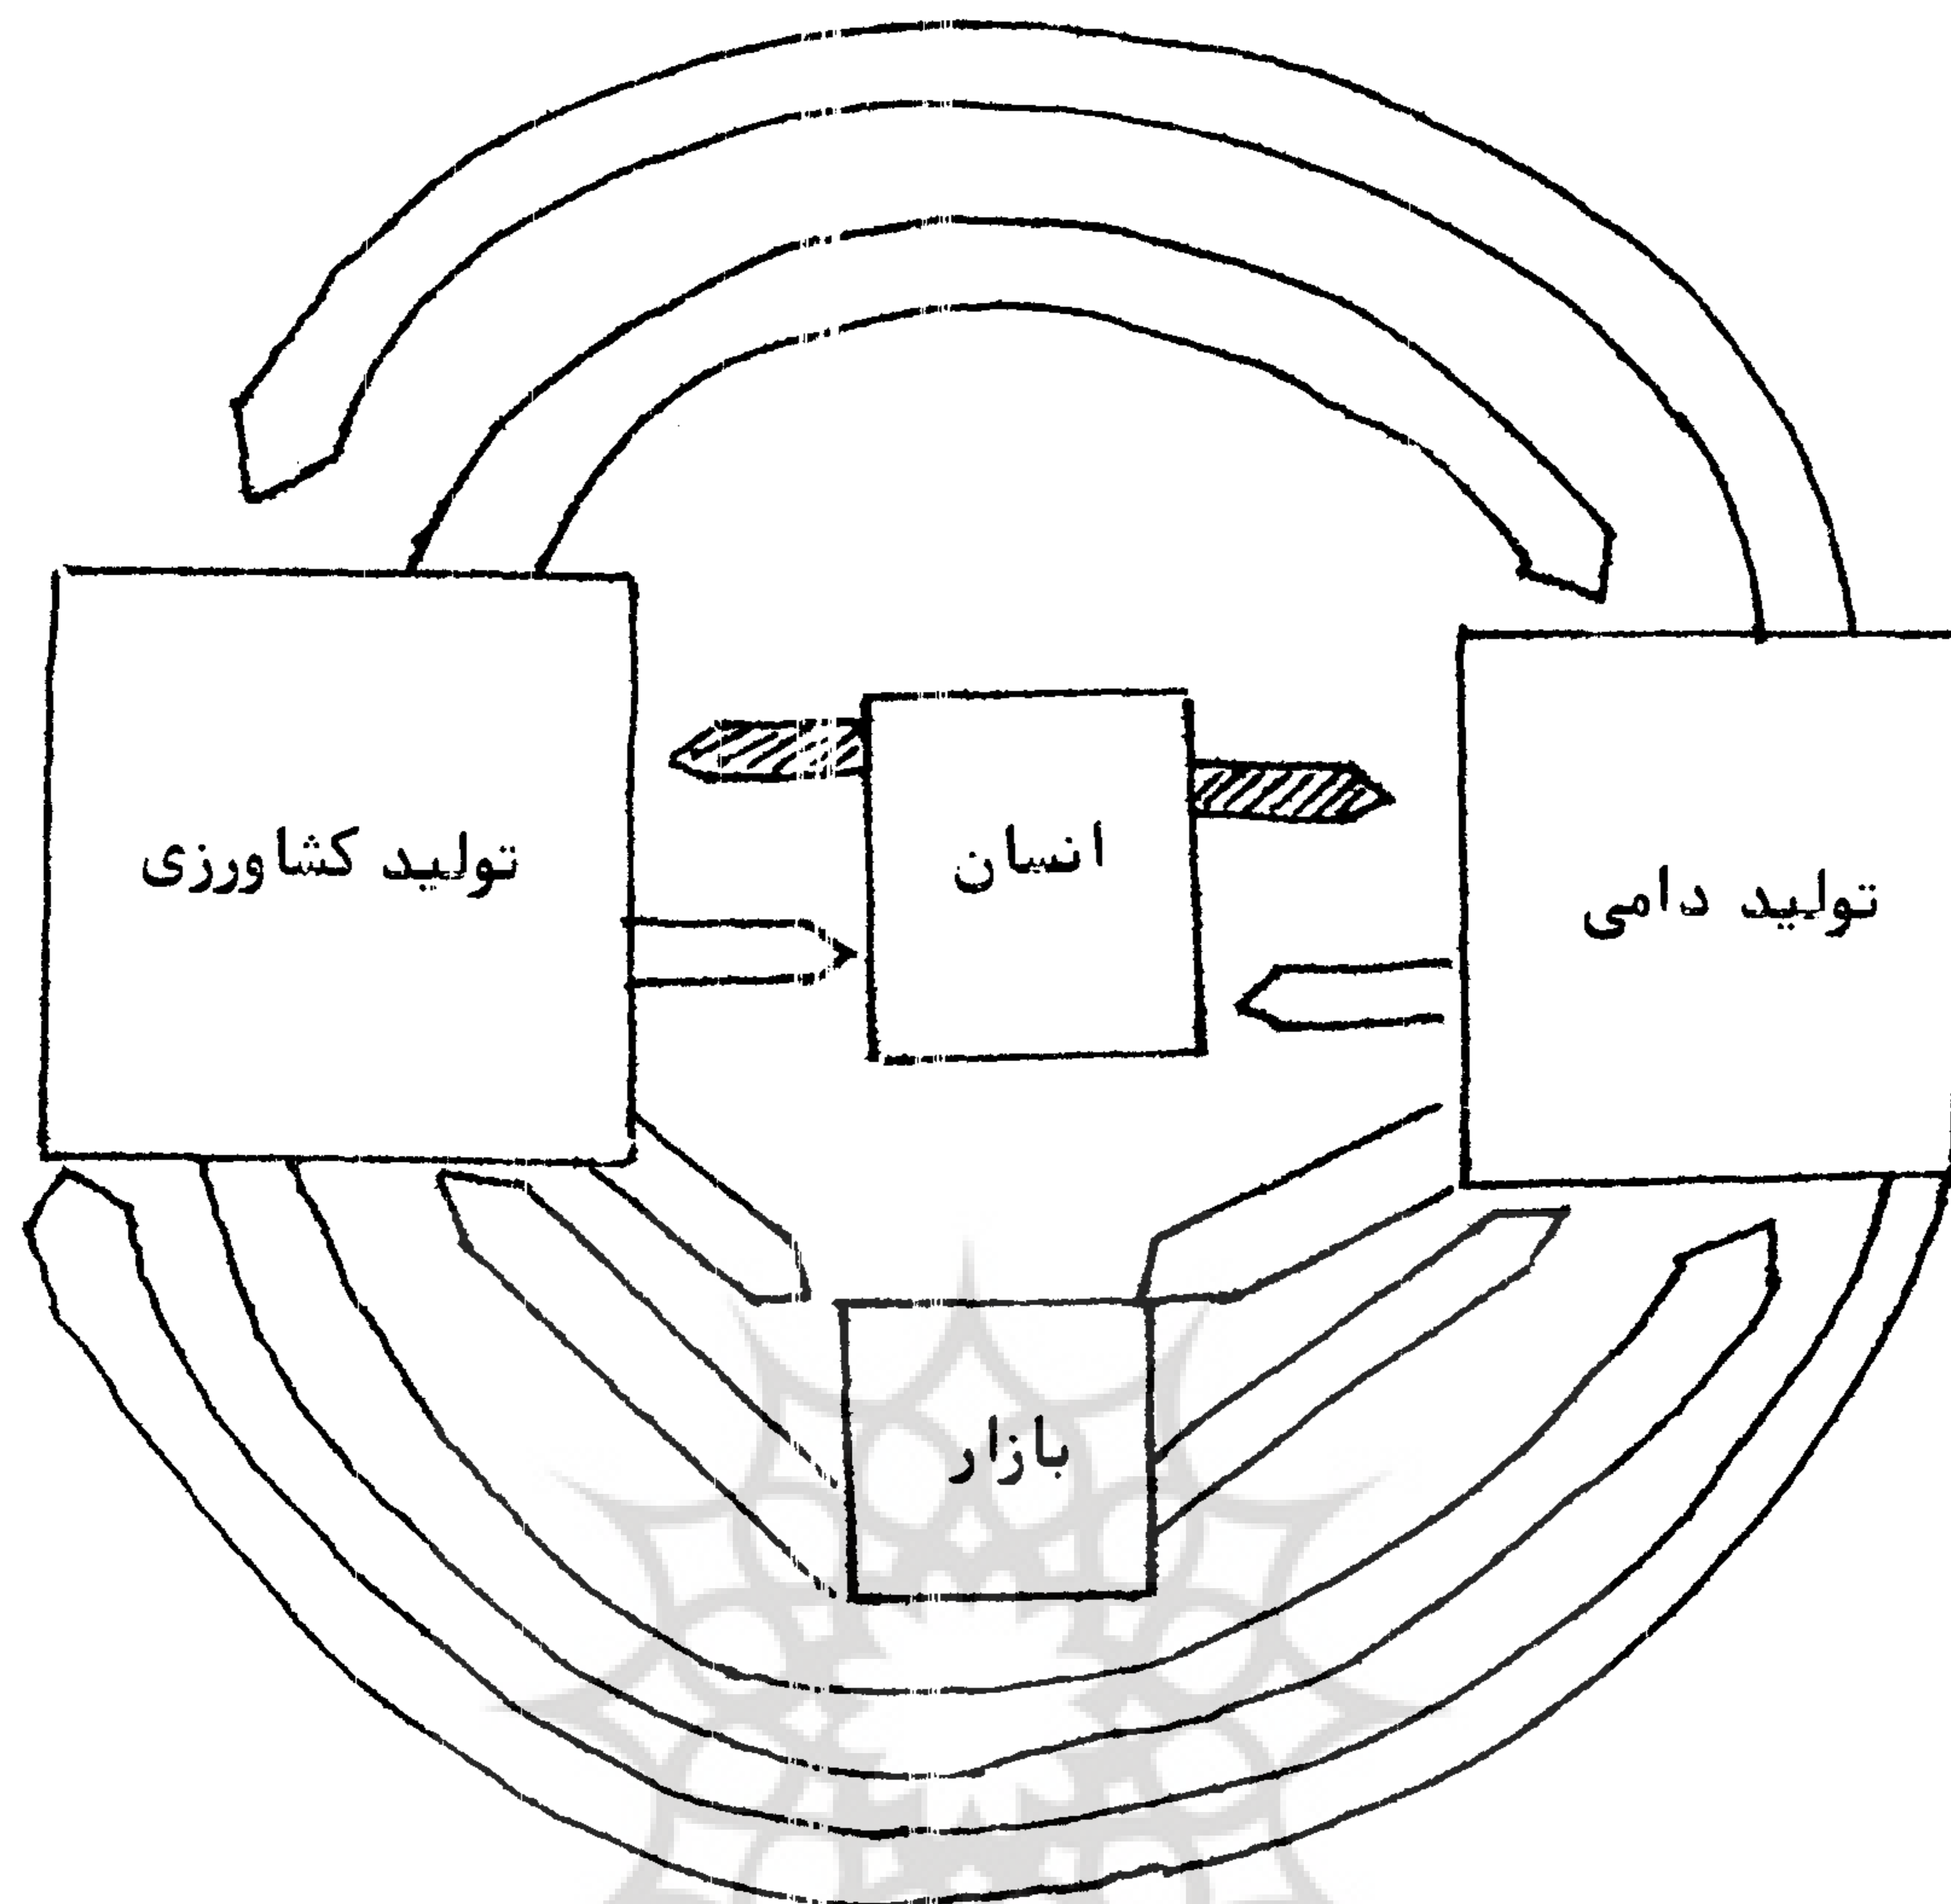 تولید کشاورزی
انسان
تولید دامی
بازار